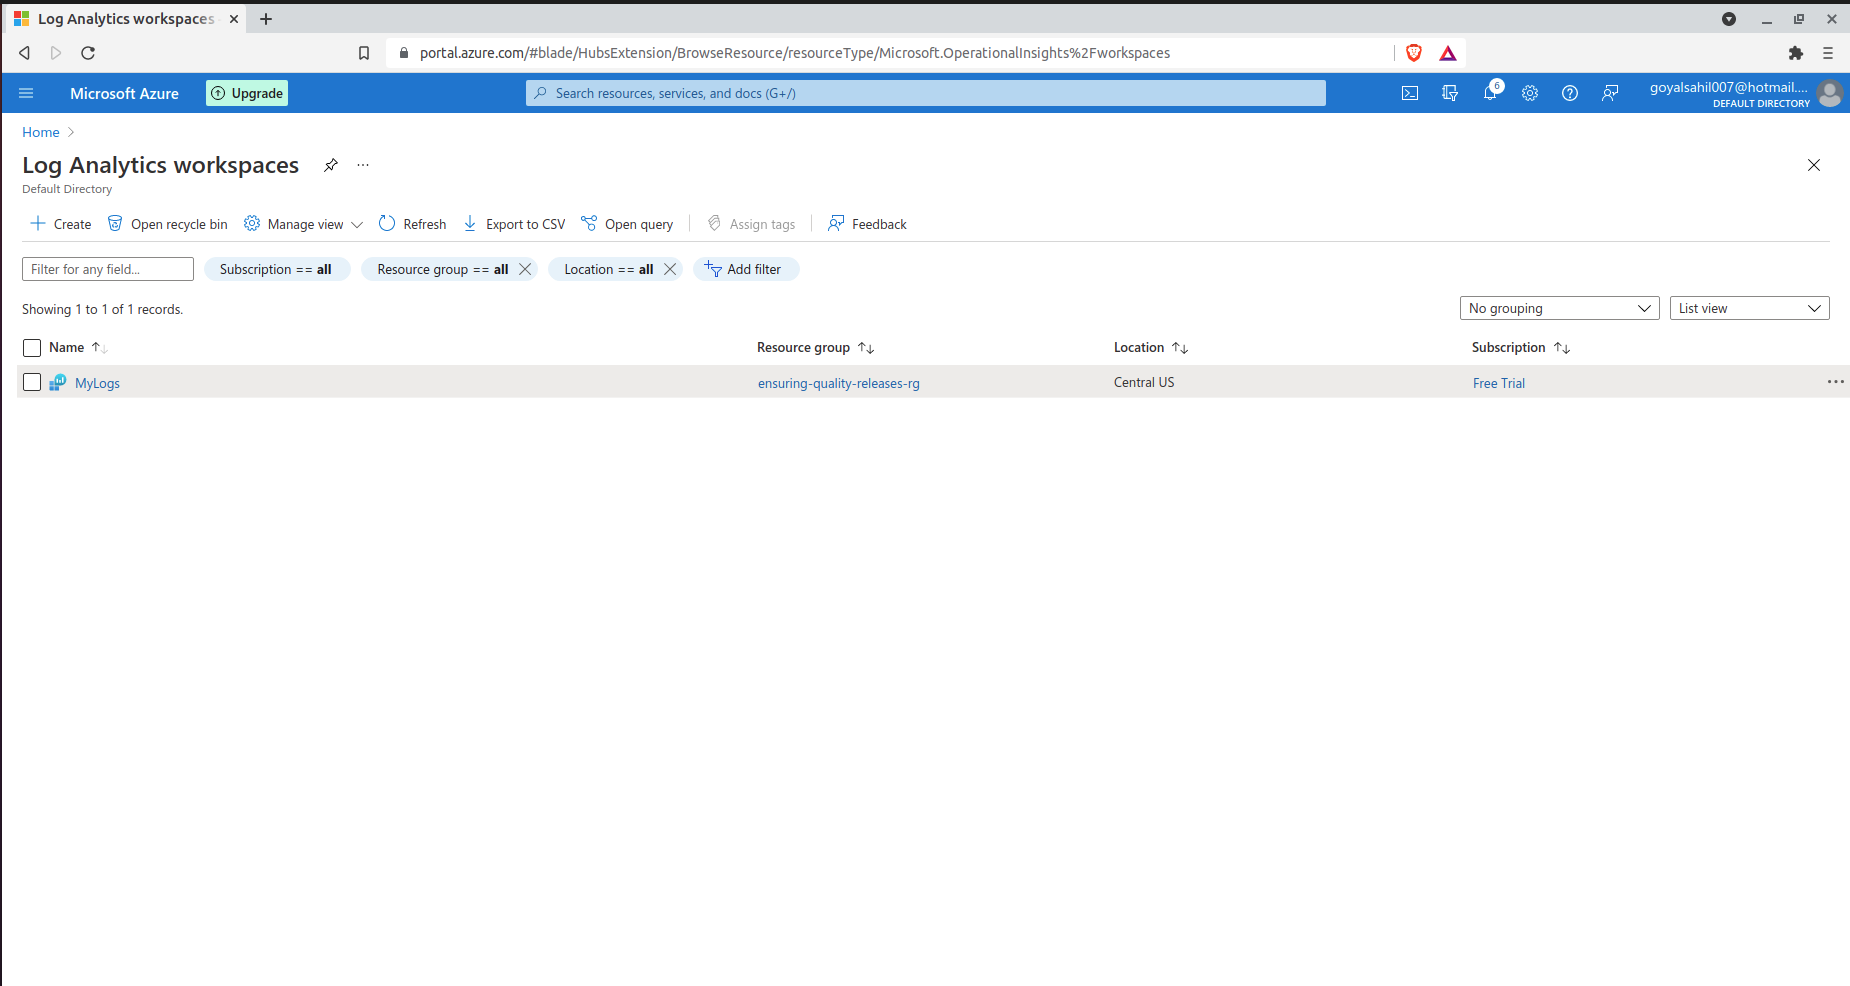 Log Analytics workspaces
portal.azure.com/#blade/HubsExtension/BrowseResource/resourceType/Microsoft.OperationalInsights%2Fworkspaces
Microsoft Azure Upgrade Search resources, services, and docs (G+/) 6 goyalsahil007@hotmail....
DEFAULT DIRECTORY
Home
Log Analytics workspaces ...
Default Directory
Create Open recycle bin Manage view Refresh Export to CSV Open query Assign tags Feedback
Filter for any field... Subscription == all Resource group == all Location == all Add filter
Showing 1 to 1 of 1 records. No grouping List view
Name Resource group Location Subscription
MyLogs ensuring-quality-releases-rg Central US Free Trial ...